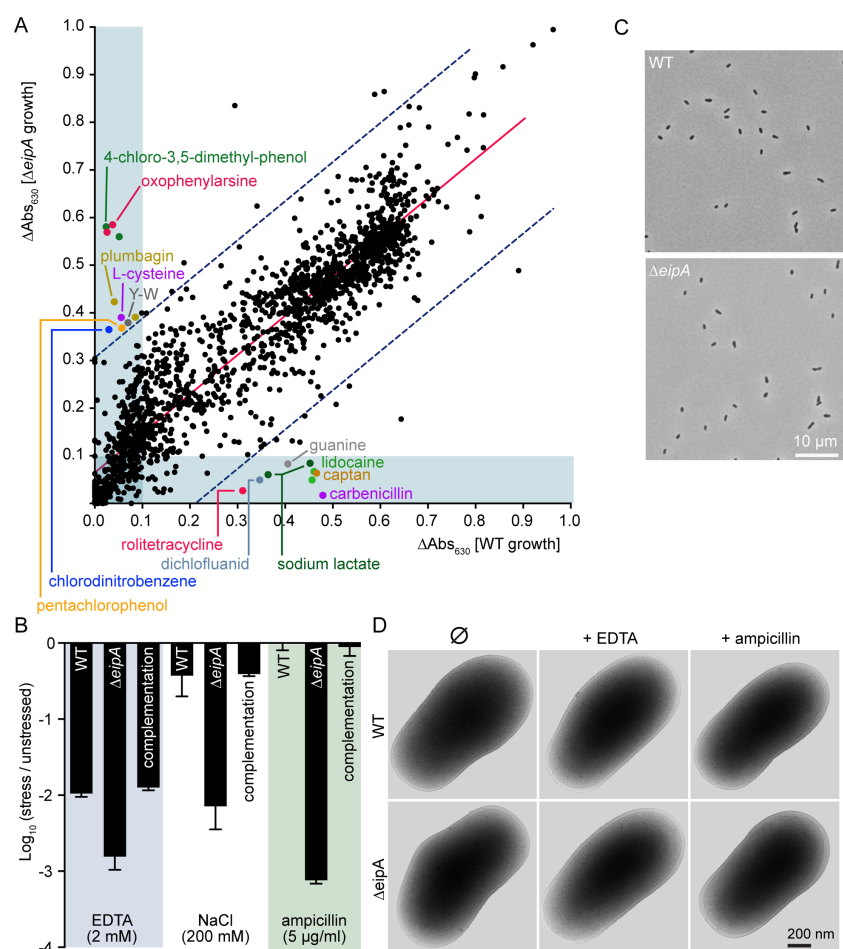 A
ΔAbs630 [ΔeipA growth]
1.0
0.9
0.8
0.7
0.6
0.5
0.4
0.3
0.2
0.1
4-chloro-3,5-dimethyl-phenol
oxophenylarsine
plumbagin
L-cysteine
Y-W
guanine
lidocaine
captan
carbenicillin
0.0
0.1
0.2
0.3
0.4
0.5
0.6
0.7
0.8
0.9
1.0
ΔAbs630 [WT growth]
rolitetracycline
dichlofluanid
sodium lactate
chlorodinitrobenzene
pentachlorophenol
C
WT
ΔeipA
10 µm
B
Log10 (stress / unstressed)
0
-1
-2
-3
-4
WT
ΔeipA
complementation
WT
ΔeipA
complementation
WT
ΔeipA
complementation
EDTA
(2 mM)
NaCl
(200 mM)
ampicillin
(5 µg/ml)
D
∅
+ EDTA
+ ampicillin
WT
ΔeipA
200 nm